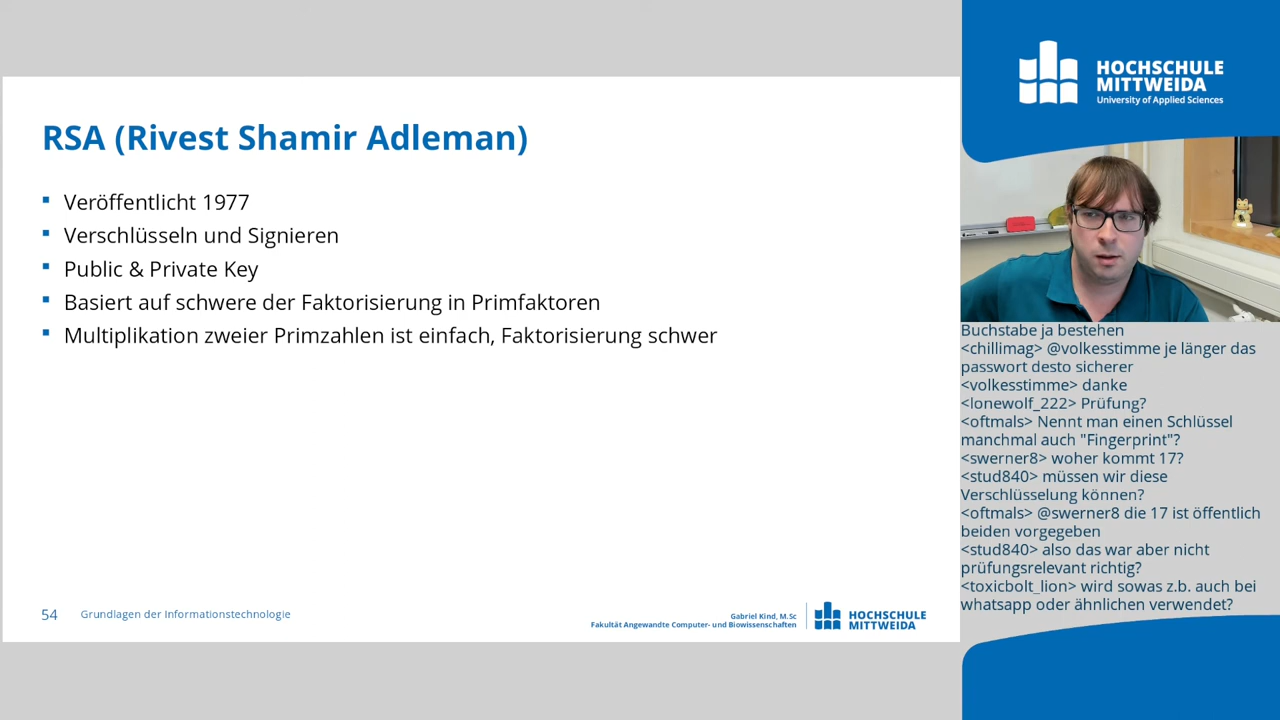 RSA (Rivest Shamir Adleman)
Veröffentlicht 1977
Verschlüsseln und Signieren
Public & Private Key
Basiert auf schwere der Faktorisierung in Primfaktoren
Multiplikation zweier Primzahlen ist einfach, Faktorisierung schwer
54
Grundlagen der Informationstechnologie
Gabriel Kind, M.Sc
Fakultät Angewandte Computer- und Biowissenschaften
HOCHSCHULE
MITTWEIDA
HOCHSCHULE
MITTWEIDA
University of Applied Sciences
Buchstabe ja bestehen
<chillimag> @volkesstimme je länger das
passwort desto sicherer
<volkesstimme> danke
<lonewolf_222> Prüfung?
<oftmals> Nennt man einen Schlüssel
manchmal auch "Fingerprint"?
<swerner8> woher kommt 17?
<stud840> müssen wir diese
Verschlüsselung können?
<oftmals> @swerner8 die 17 ist öffentlich
beiden vorgegeben
<stud840> also das war aber nicht
prüfungsrelevant richtig?
<toxicbolt_lion> wird sowas z.b. auch bei
whatsapp oder ähnlichen verwendet?